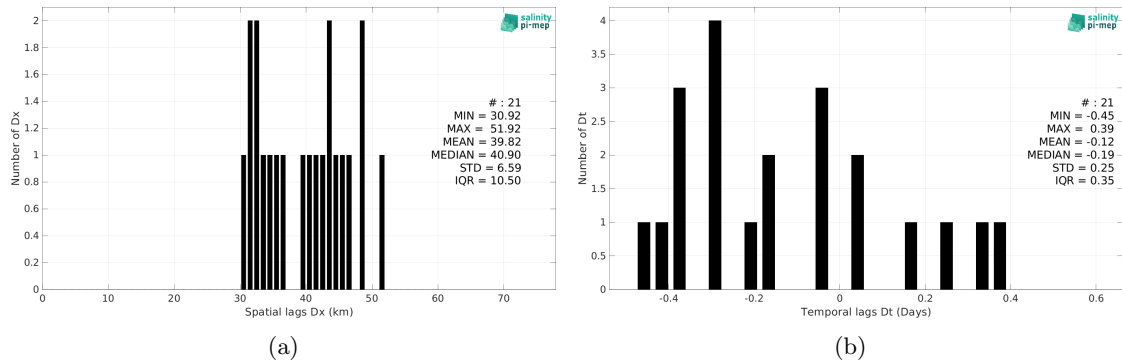 salinity
pi-mep
Number of Dx
2
1.8
1.6
1.4
1.2
1
0.8
0.6
0.4
0.2
0
# : 21
MIN = 30.92
MAX = 51.92
MEAN = 39.82
MEDIAN = 40.90
STD = 6.59
IQR = 10.50
0 10 20 30 40 50 60 70
Spatial lags Dx (km)
(a)
salinity
pi-mep
Number of Dt
4
3.5
3
2.5
2
1.5
1
0.5
0
# : 21
MIN = -0.45
MAX = 0.39
MEAN = -0.12
MEDIAN = -0.19
STD = 0.25
IQR = 0.35
-0.4 -0.2 0 0.2 0.4 0.6
Temporal lags Dt (Days)
(b)